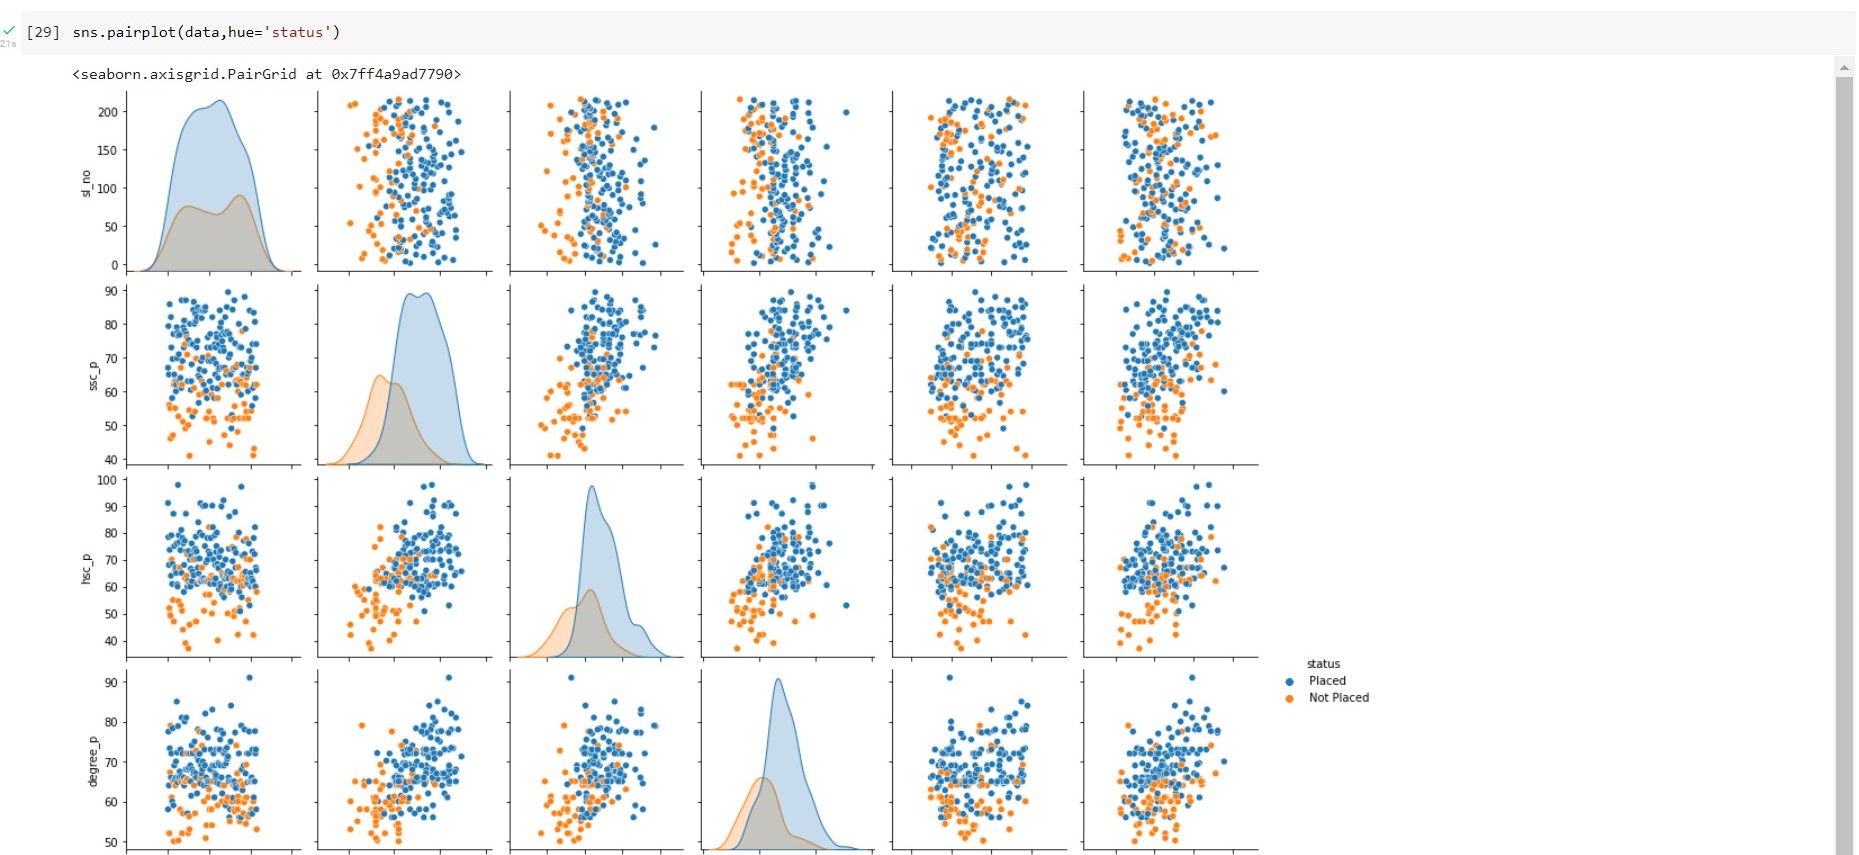 [29] sns.pairplot(data,hue='status')
21s
<seaborn.axisgrid.PairGrid at 0x7ff4a9ad7790>
200
150
100
50
0
sl_no
90
80
70
60
50
40
ssc_p
100
90
80
70
60
50
40
hsc_p
90
80
70
60
50
degree_p
status
Placed
Not Placed